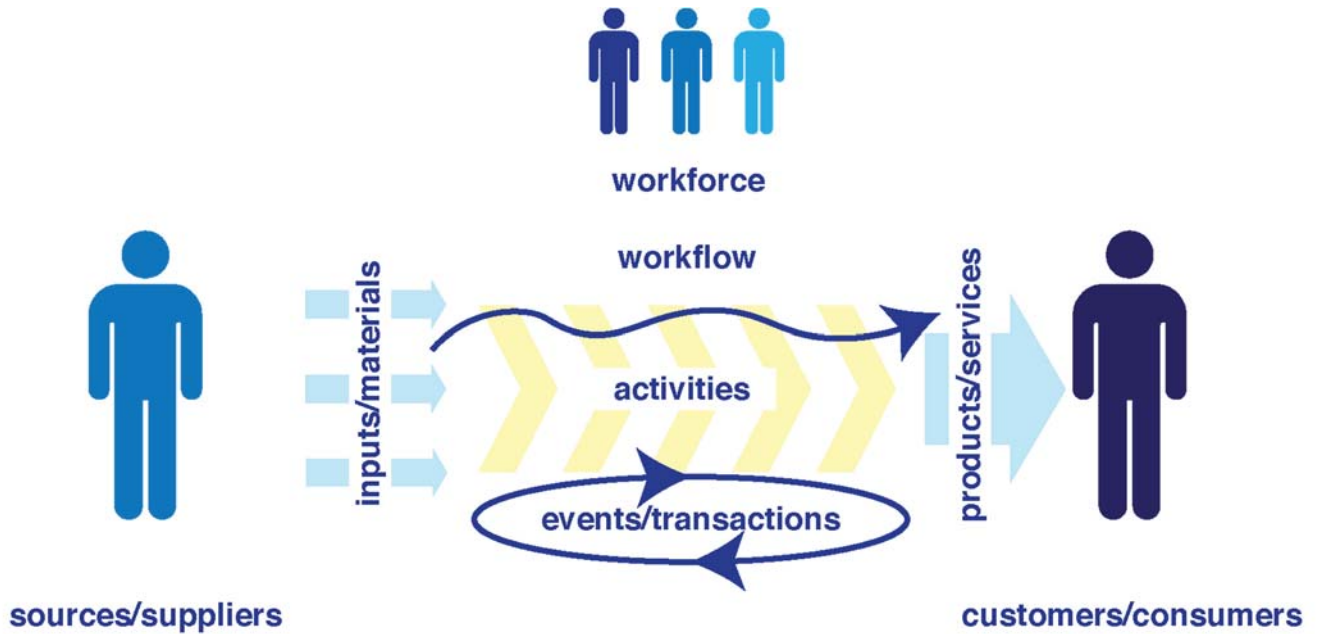 workforce
workflow
inputs/materials
activities
products/services
events/transactions
sources/suppliers
customers/consumers